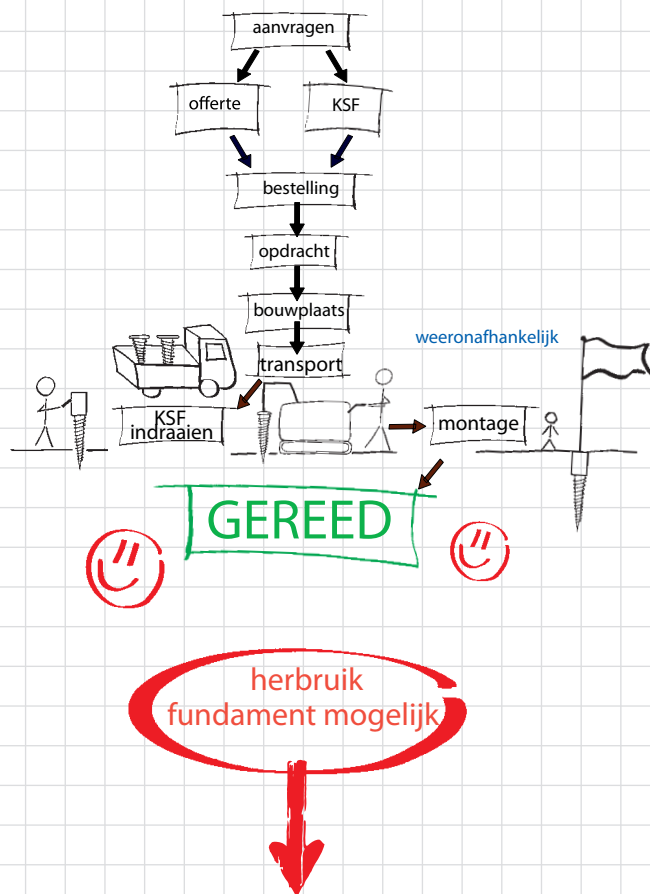 aanvragen
offerte
KSF
bestelling
opdracht
bouwplaats
weeronafhankelijk
transport
KSF
indraaien
montage
GEREED
herbruik
fundament mogelijk